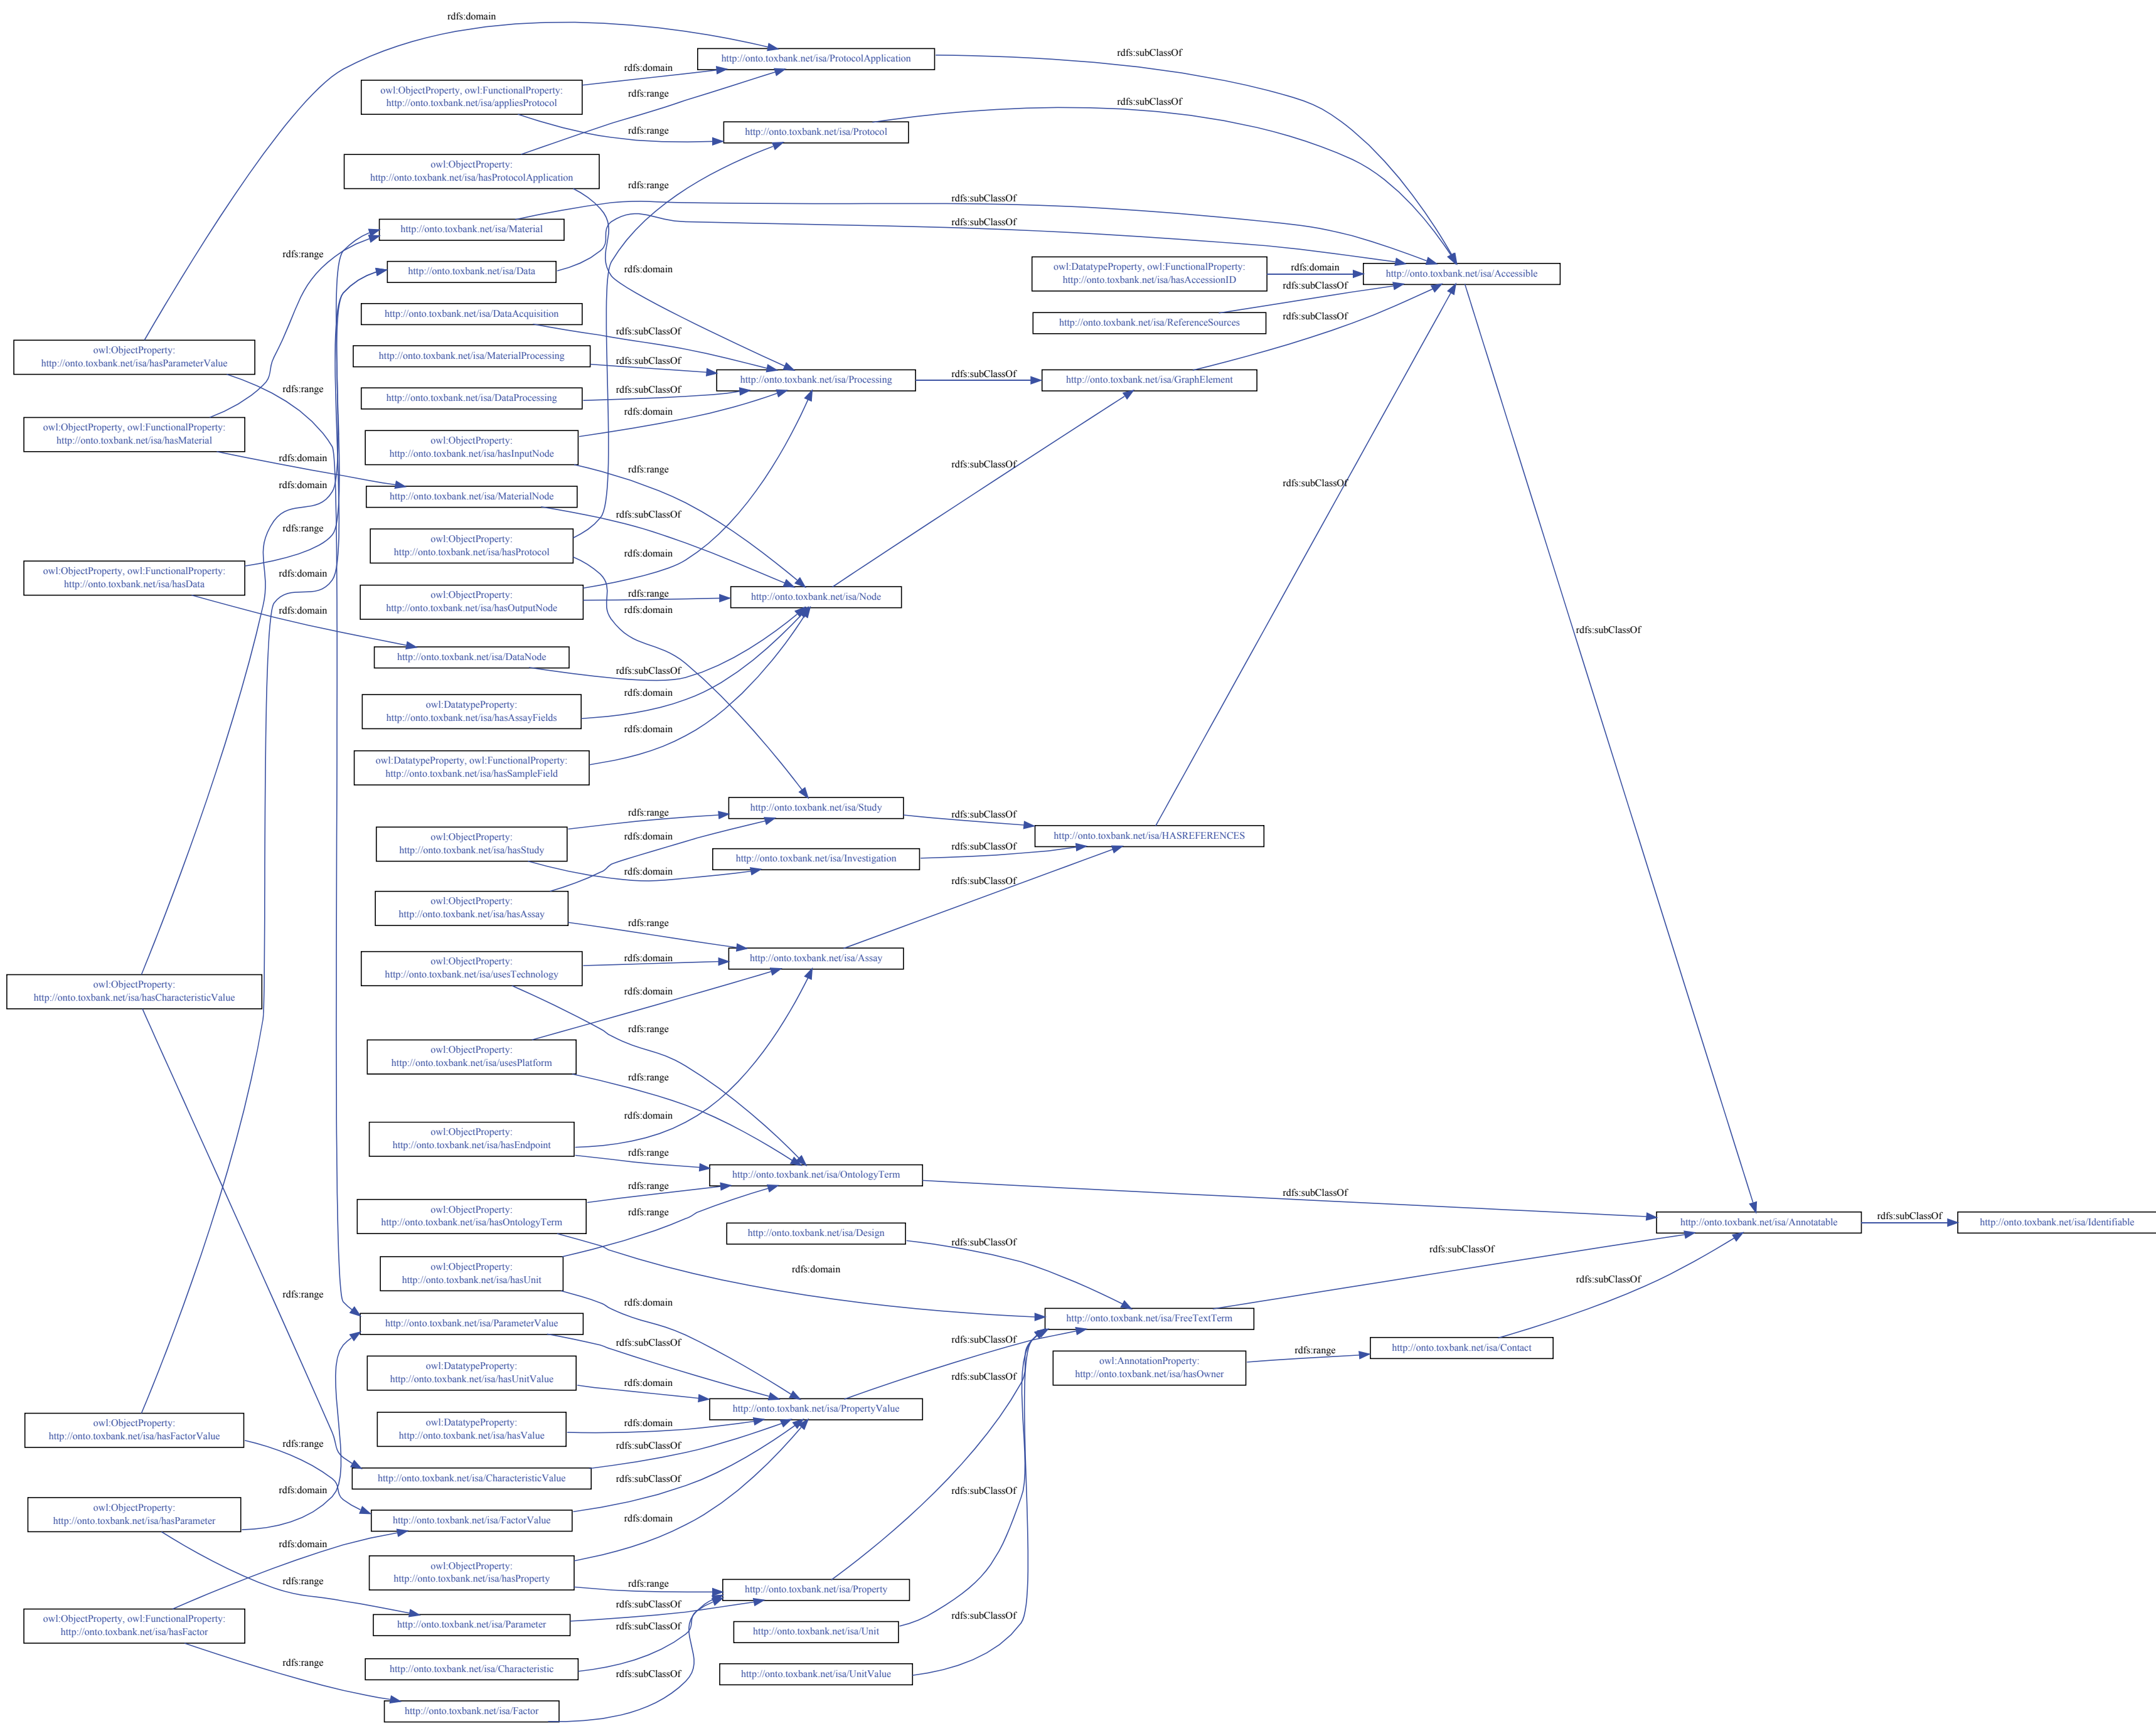 rdfs:domain
http://onto.toxbank.net/isa/ProtocolApplication
rdfs:subClassOf
rdfs:domain
owl:ObjectProperty, owl:FunctionalProperty:
http://onto.toxbank.net/isa/appliesProtocol
rdfs:range
rdfs:subClassOf
rdfs:range
http://onto.toxbank.net/isa/Protocol
owl:ObjectProperty:
http://onto.toxbank.net/isa/hasProtocolApplication
rdfs:range
rdfs:subClassOf
http://onto.toxbank.net/isa/Material
rdfs:subClassOf
rdfs:range
http://onto.toxbank.net/isa/Data
rdfs:domain
owl:DatatypeProperty, owl:FunctionalProperty:
http://onto.toxbank.net/isa/hasAccessionID
rdfs:domain
http://onto.toxbank.net/isa/Accessible
rdfs:subClassOf
http://onto.toxbank.net/isa/DataAcquisition
http://onto.toxbank.net/isa/ReferenceSources
rdfs:subClassOf
rdfs:subClassOf
owl:ObjectProperty:
http://onto.toxbank.net/isa/hasParameterValue
http://onto.toxbank.net/isa/MaterialProcessing
rdfs:subClassOf
http://onto.toxbank.net/isa/Processing
rdfs:subClassOf
http://onto.toxbank.net/isa/GraphElement
rdfs:range
rdfs:subClassOf
http://onto.toxbank.net/isa/DataProcessing
rdfs:domain
owl:ObjectProperty, owl:FunctionalProperty:
http://onto.toxbank.net/isa/hasMaterial
owl:ObjectProperty:
http://onto.toxbank.net/isa/hasInputNode
rdfs:domain
rdfs:range
rdfs:subClassOf
rdfs:domain
rdfs:subClassOf
http://onto.toxbank.net/isa/MaterialNode
rdfs:subClassOf
rdfs:range
owl:ObjectProperty:
http://onto.toxbank.net/isa/hasProtocol
rdfs:domain
owl:ObjectProperty, owl:FunctionalProperty:
http://onto.toxbank.net/isa/hasData
rdfs:domain
owl:ObjectProperty:
http://onto.toxbank.net/isa/hasOutputNode
rdfs:range
http://onto.toxbank.net/isa/Node
rdfs:domain
rdfs:domain
rdfs:subClassOf
http://onto.toxbank.net/isa/DataNode
rdfs:subClassOf
rdfs:domain
owl:DatatypeProperty:
http://onto.toxbank.net/isa/hasAssayFields
rdfs:domain
owl:DatatypeProperty, owl:FunctionalProperty:
http://onto.toxbank.net/isa/hasSampleField
http://onto.toxbank.net/isa/Study
rdfs:range
rdfs:subClassOf
owl:ObjectProperty:
http://onto.toxbank.net/isa/hasStudy
rdfs:domain
http://onto.toxbank.net/isa/HASREFERENCES
rdfs:subClassOf
http://onto.toxbank.net/isa/Investigation
rdfs:domain
rdfs:subClassOf
owl:ObjectProperty:
http://onto.toxbank.net/isa/hasAssay
rdfs:range
owl:ObjectProperty:
http://onto.toxbank.net/isa/usesTechnology
rdfs:domain
http://onto.toxbank.net/isa/Assay
owl:ObjectProperty:
http://onto.toxbank.net/isa/hasCharacteristicValue
rdfs:domain
rdfs:range
owl:ObjectProperty:
http://onto.toxbank.net/isa/usesPlatform
rdfs:range
rdfs:domain
owl:ObjectProperty:
http://onto.toxbank.net/isa/hasEndpoint
rdfs:range
http://onto.toxbank.net/isa/OntologyTerm
rdfs:range
rdfs:subClassOf
owl:ObjectProperty:
http://onto.toxbank.net/isa/hasOntologyTerm
rdfs:range
http://onto.toxbank.net/isa/Annotatable
rdfs:subClassOf
http://onto.toxbank.net/isa/Identifiable
http://onto.toxbank.net/isa/Design
rdfs:subClassOf
rdfs:subClassOf
rdfs:domain
owl:ObjectProperty:
http://onto.toxbank.net/isa/hasUnit
rdfs:subClassOf
rdfs:range
rdfs:domain
http://onto.toxbank.net/isa/FreeTextTerm
http://onto.toxbank.net/isa/ParameterValue
rdfs:subClassOf
rdfs:subClassOf
http://onto.toxbank.net/isa/Contact
rdfs:range
owl:AnnotationProperty:
http://onto.toxbank.net/isa/hasOwner
owl:DatatypeProperty:
http://onto.toxbank.net/isa/hasUnitValue
rdfs:domain
rdfs:subClassOf
http://onto.toxbank.net/isa/PropertyValue
owl:DatatypeProperty:
http://onto.toxbank.net/isa/hasValue
rdfs:domain
owl:ObjectProperty:
http://onto.toxbank.net/isa/hasFactorValue
rdfs:range
rdfs:subClassOf
http://onto.toxbank.net/isa/CharacteristicValue
rdfs:subClassOf
rdfs:domain
rdfs:subClassOf
owl:ObjectProperty:
http://onto.toxbank.net/isa/hasParameter
http://onto.toxbank.net/isa/FactorValue
rdfs:domain
rdfs:domain
owl:ObjectProperty:
http://onto.toxbank.net/isa/hasProperty
rdfs:range
rdfs:range
http://onto.toxbank.net/isa/Property
rdfs:subClassOf
owl:ObjectProperty, owl:FunctionalProperty:
http://onto.toxbank.net/isa/hasFactor
http://onto.toxbank.net/isa/Parameter
rdfs:subClassOf
rdfs:subClassOf
http://onto.toxbank.net/isa/Unit
rdfs:range
http://onto.toxbank.net/isa/Characteristic
rdfs:subClassOf
http://onto.toxbank.net/isa/UnitValue
http://onto.toxbank.net/isa/Factor